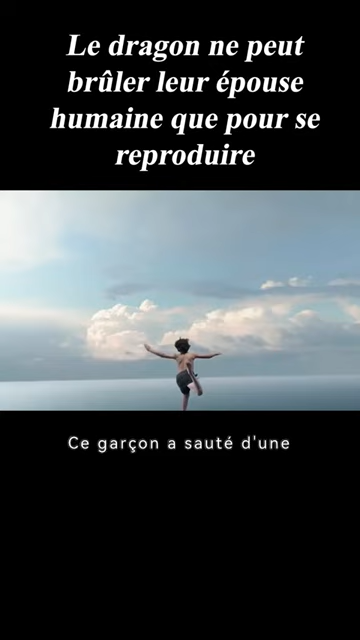 Le dragon ne peut
brûler leur épouse
humaine que pour se
reproduire
Ce garçon a sauté d'une